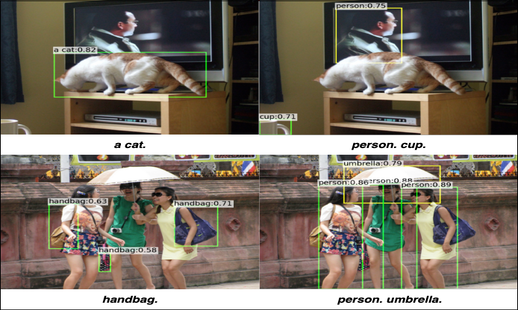 a cat:0.82
person:0.75
cup:0.71
a cat.
person. cup.
umbrella:0.79
handbag:0.63
handbag:0.71
person:0.86
person:0.88
person:0.89
handbag:0.58
handbag.
person. umbrella.